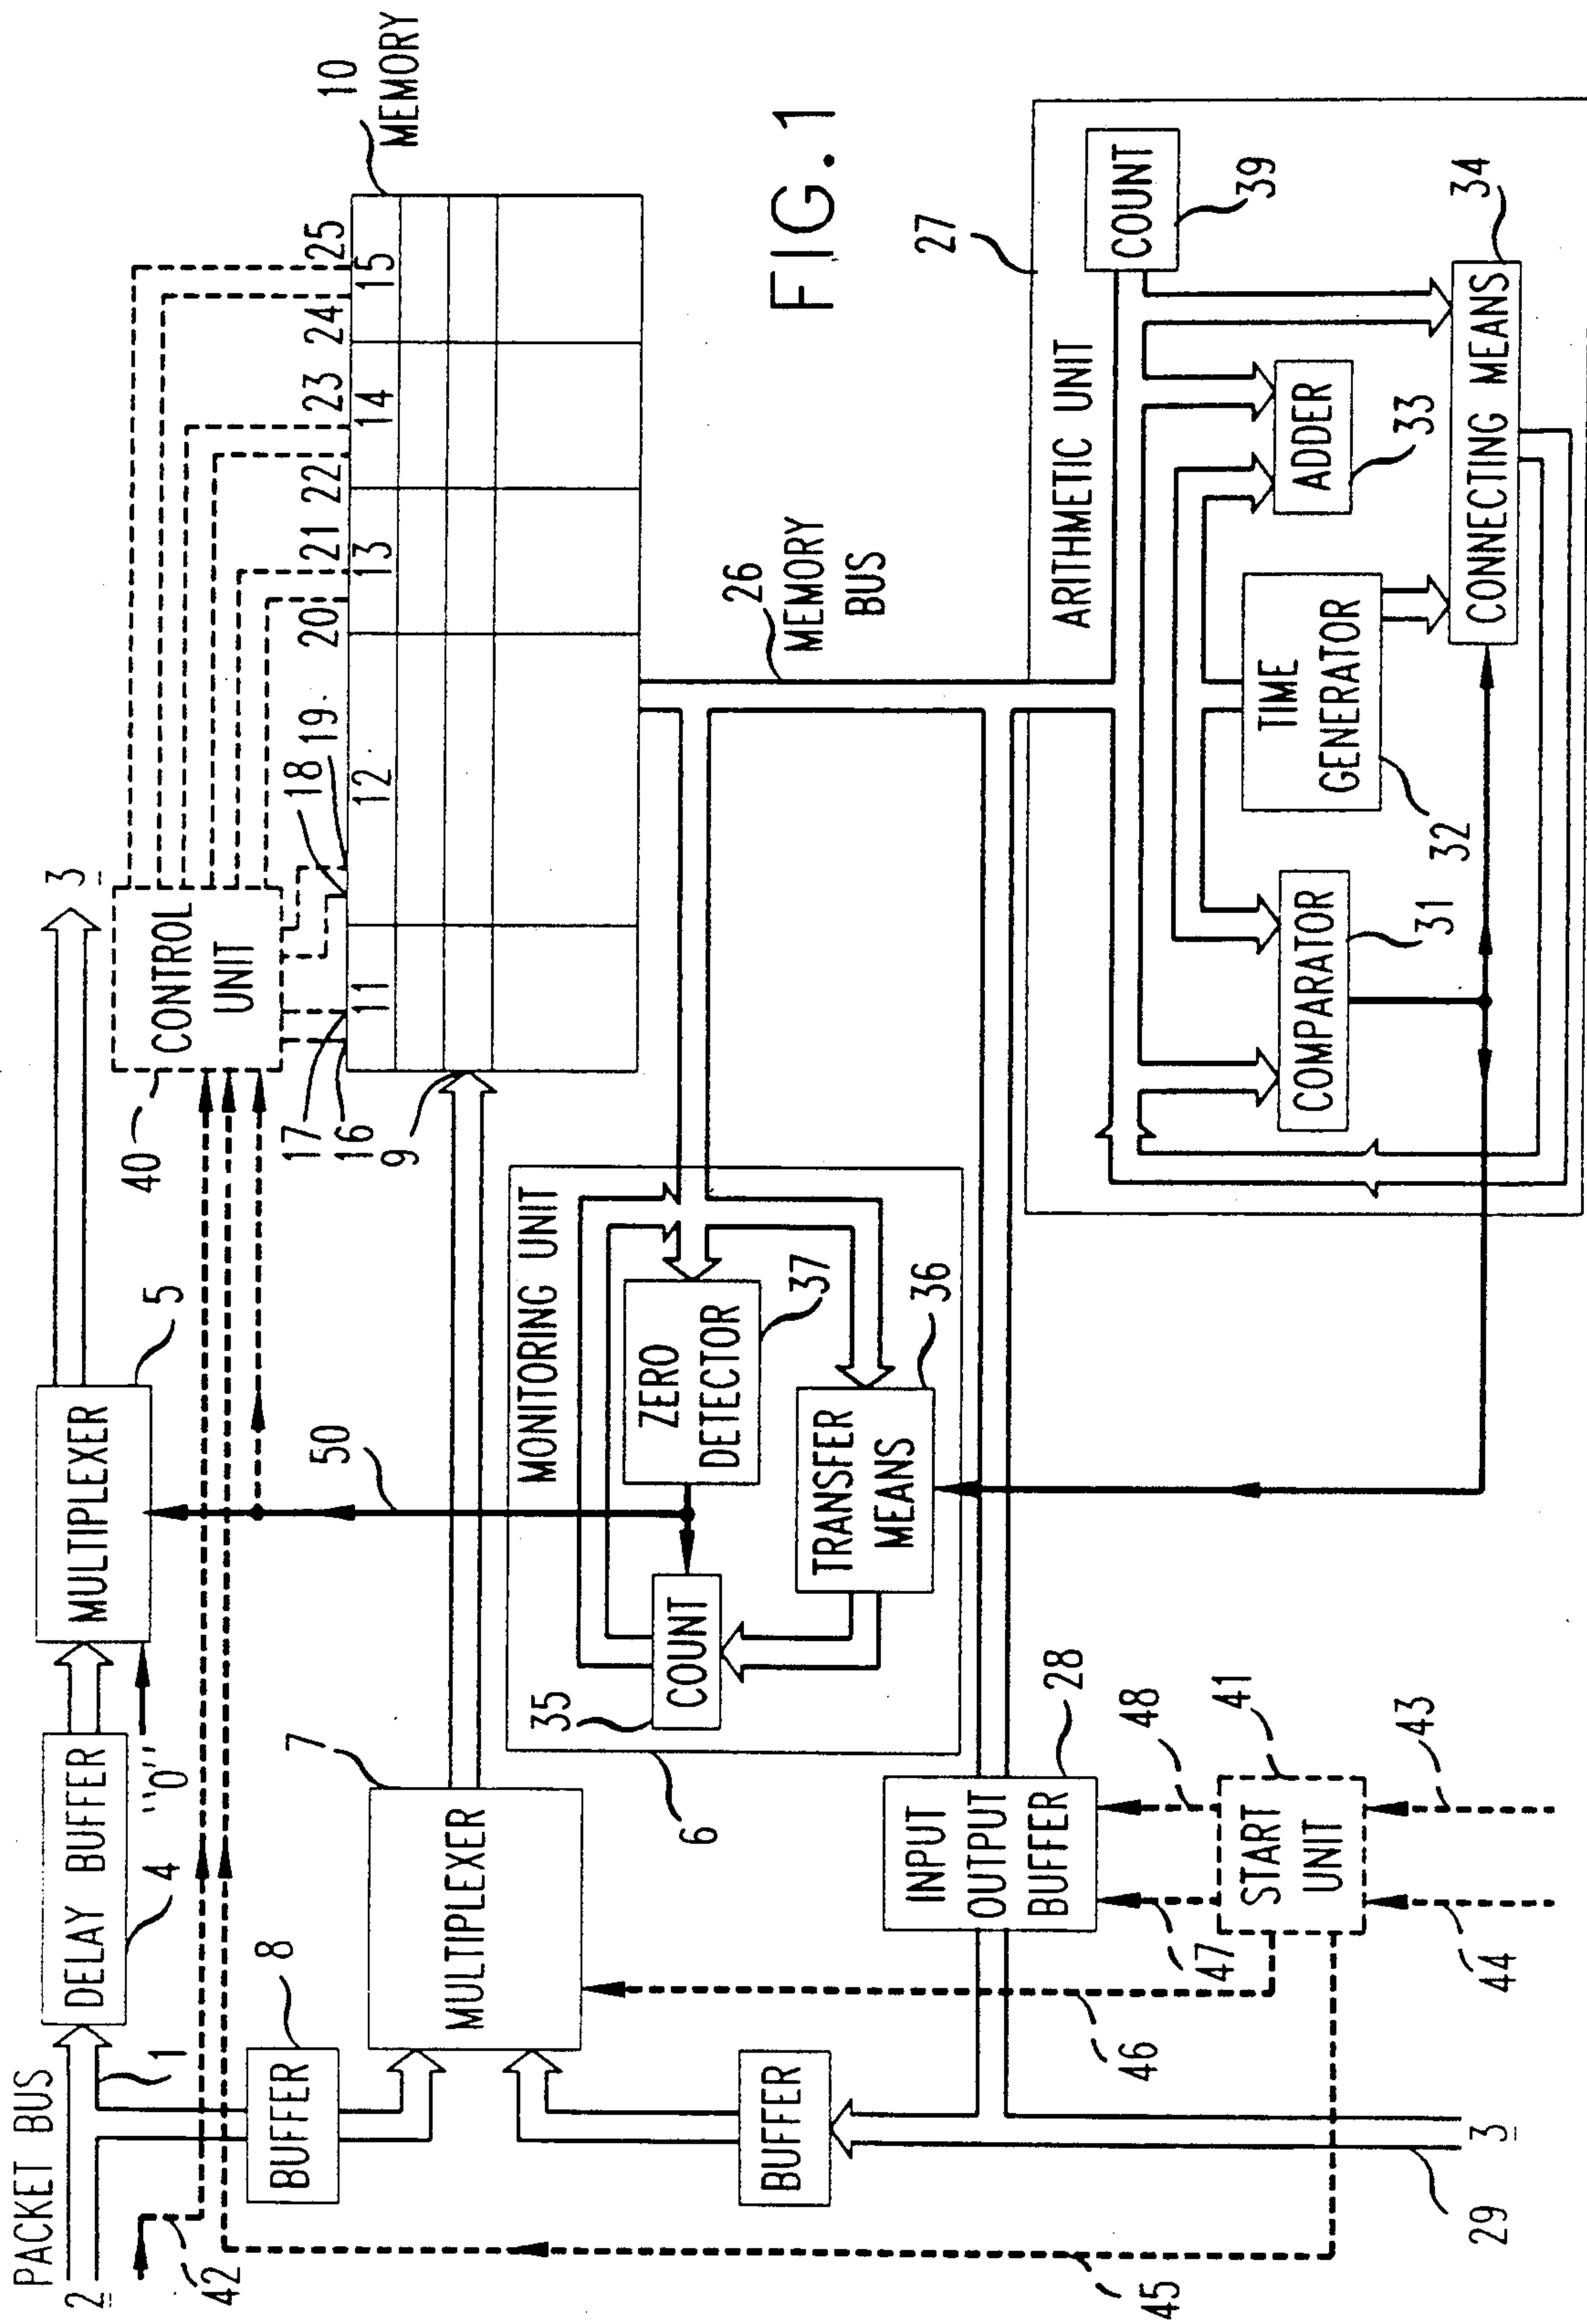 PACKET BUS
2
1
DELAY BUFFER
4
"0"
MULTIPLEXER
5
3
42
40
CONTROL
UNIT
10
MEMORY
17
16
9
18
19
20
21
22
23
24
25
11
12
13
14
15
8
BUFFER
7
MULTIPLEXER
50
MONITORING UNIT
ZERO
DETECTOR
37
35
COUNT
TRANSFER
MEANS
36
6
26
MEMORY
BUS
FIG.1
BUFFER
INPUT
OUTPUT
BUFFER
28
27
ARITHMETIC UNIT
COUNT
39
COMPARATOR
31
TIME
GENERATOR
32
ADDER
33
CONNECTING MEANS
34
46
47
48
START
UNIT
41
45
29
3
44
43